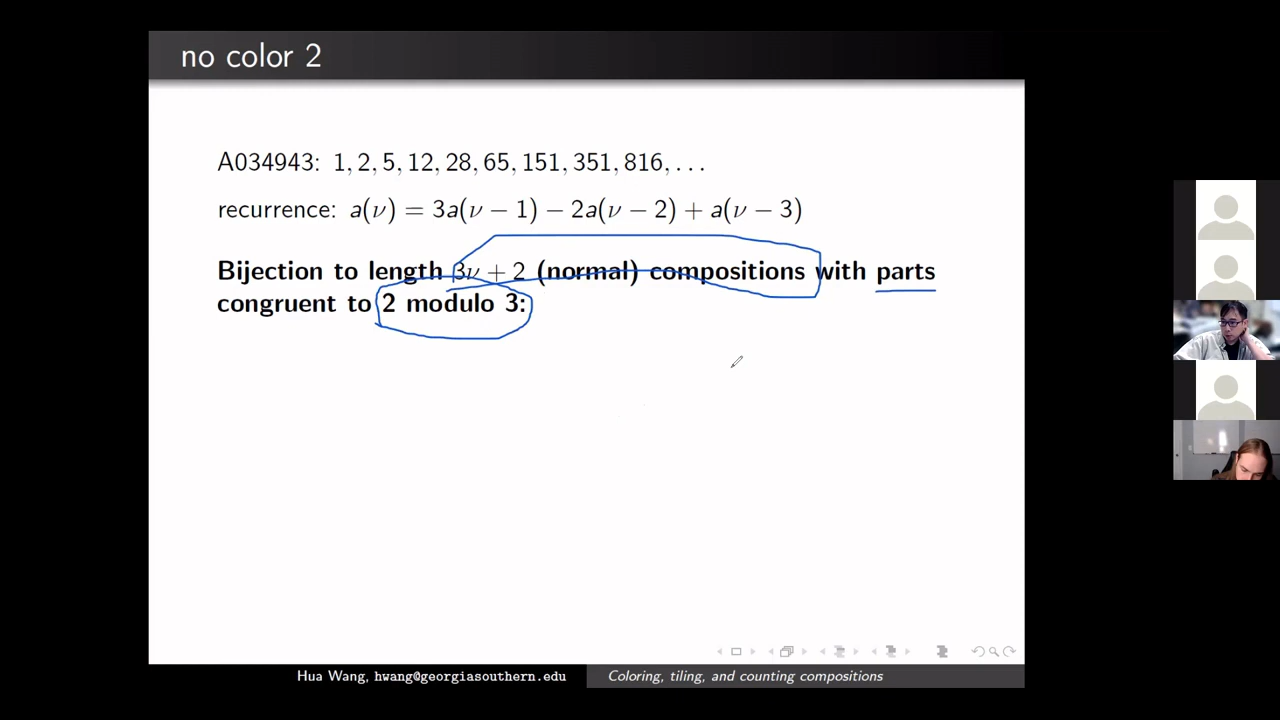 no color 2
A034943: 1, 2, 5, 12, 28, 65, 151, 351, 816, . . .
recurrence: a(ν) = 3a(ν − 1) − 2a(ν − 2) + a(ν − 3)
Bijection to length 3ν + 2 (normal) compositions with parts
congruent to 2 modulo 3:
Hua Wang, hwang@georgiasouthern.edu
Coloring, tiling, and counting compositions